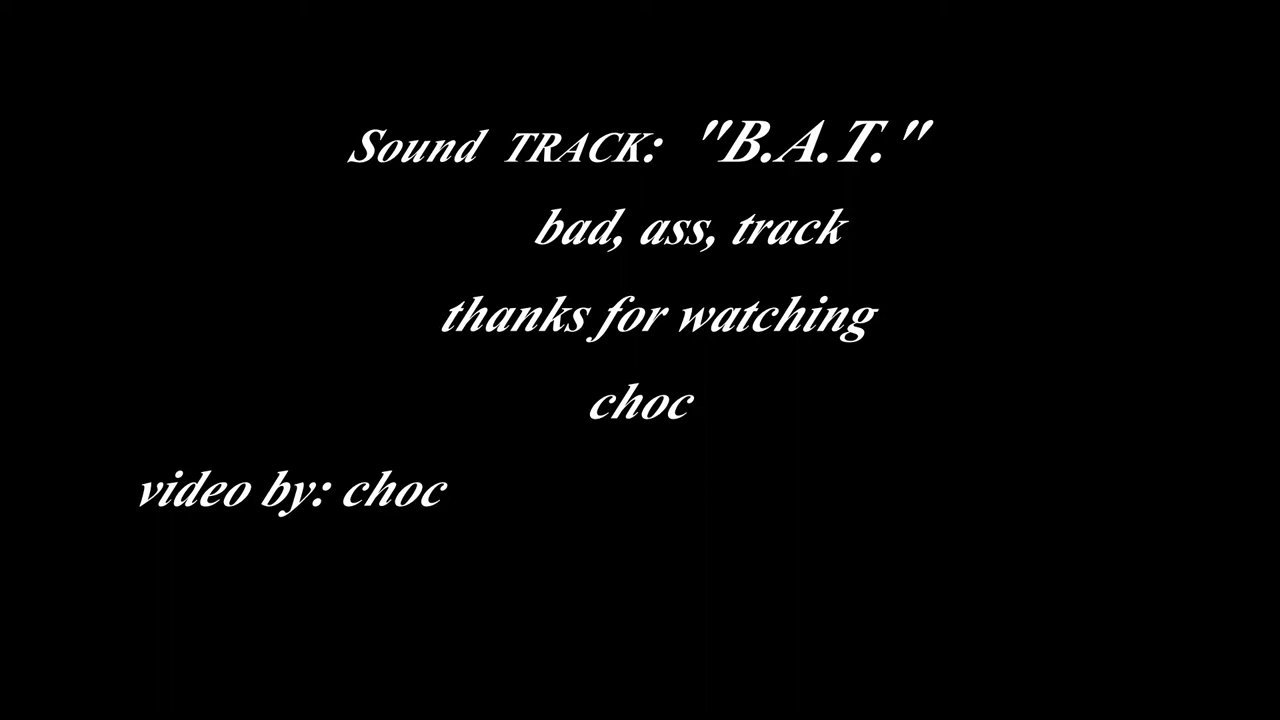 Sound TRACK: "B.A.T."
bad, ass, track
thanks for watching
choc
video by: choc